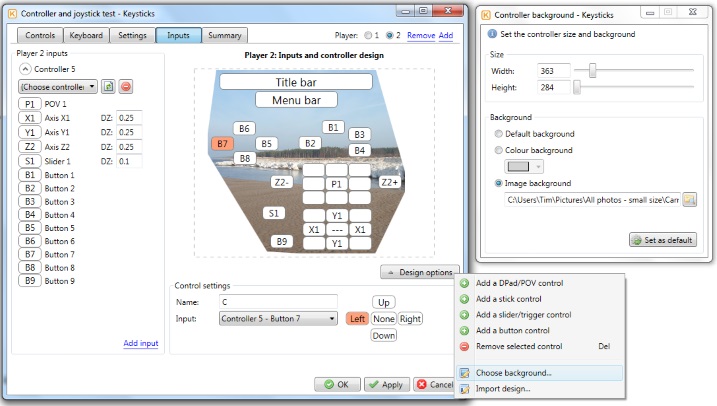 Controller and joystick test - Keysticks
Controls Keyboard Settings Inputs Summary
Player: 1 2 Remove Add
Player 2 inputs
Controller 5
(Choose controller
P1 POV 1
X1 Axis X1 DZ: 0.25
Y1 Axis Y1 DZ: 0.25
Z2 Axis Z2 DZ: 0.25
S1 Slider 1 DZ: 0.1
B1 Button 1
B2 Button 2
B3 Button 3
B4 Button 4
B5 Button 5
B6 Button 6
B7 Button 7
B8 Button 8
B9 Button 9
Add input
Player 2: Inputs and controller design
Title bar
Menu bar
B6 B1
B7 B5 B2 B3
B8 B4
Z2- P1 Z2+
S1 Y1
X1 --- X1
B9 Y1
Design options
Control settings
Name: C
Input: Controller 5 - Button 7
Up
Left None Right
Down
OK Apply Cancel
Add a DPad/POV control
Add a stick control
Add a slider/trigger control
Add a button control
Remove selected control Del
Choose background...
Import design...
Controller background - Keysticks
Set the controller size and background
Size
Width: 363
Height: 284
Background
Default background
Colour background
Image background
C:\Users\Tim\Pictures\All photos - small size\Carr
Set as default